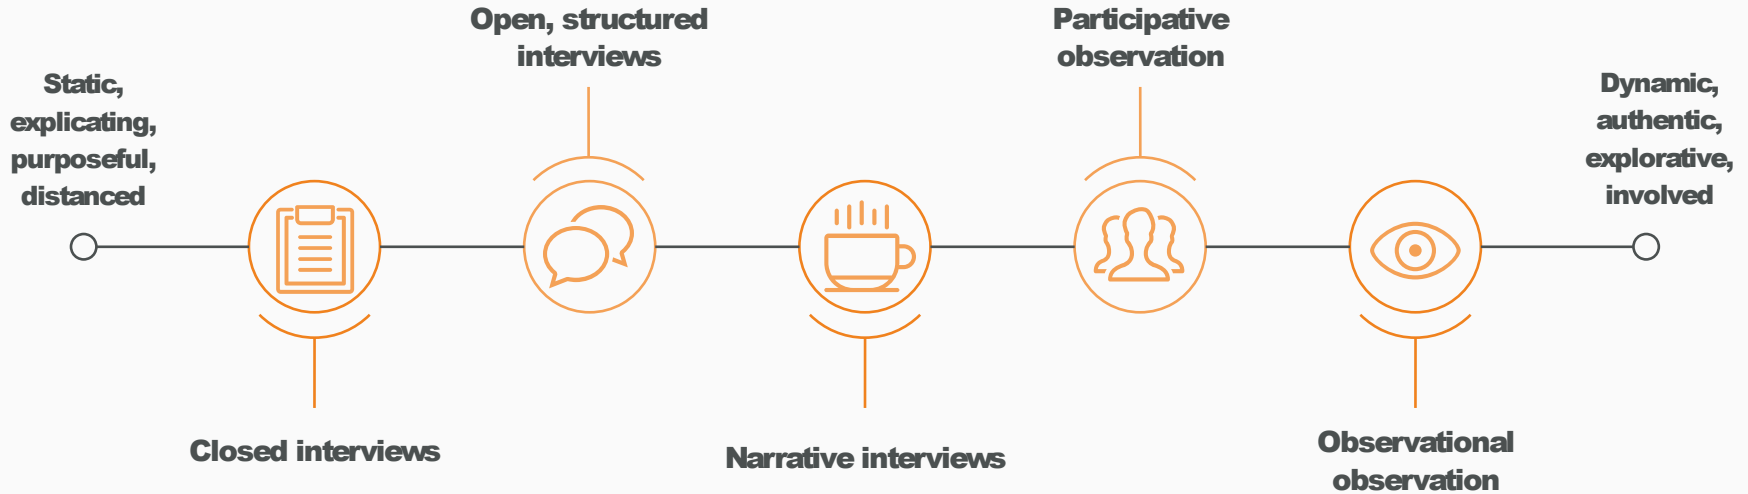 Static,
explicating,
purposeful,
distanced
Closed interviews
Open, structured
interviews
Narrative interviews
Participative
observation
Observational
observation
Dynamic,
authentic,
explorative,
involved